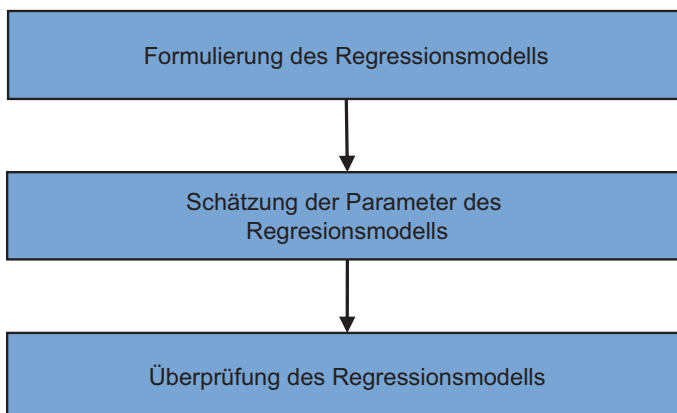 Formulierung des Regressionsmodells
Schätzung der Parameter des
Regresionsmodells
Überprüfung des Regressionsmodells